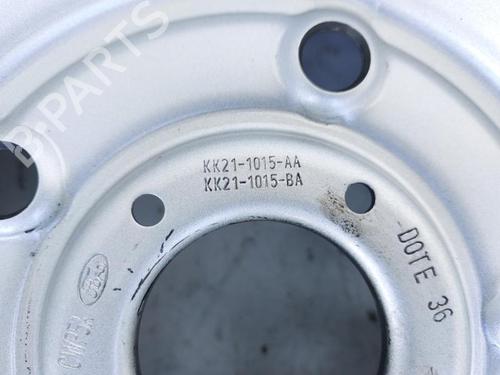 B-PARTS
KK21-1015-AA
KK21-1015-BA
DOTE 36
Ford